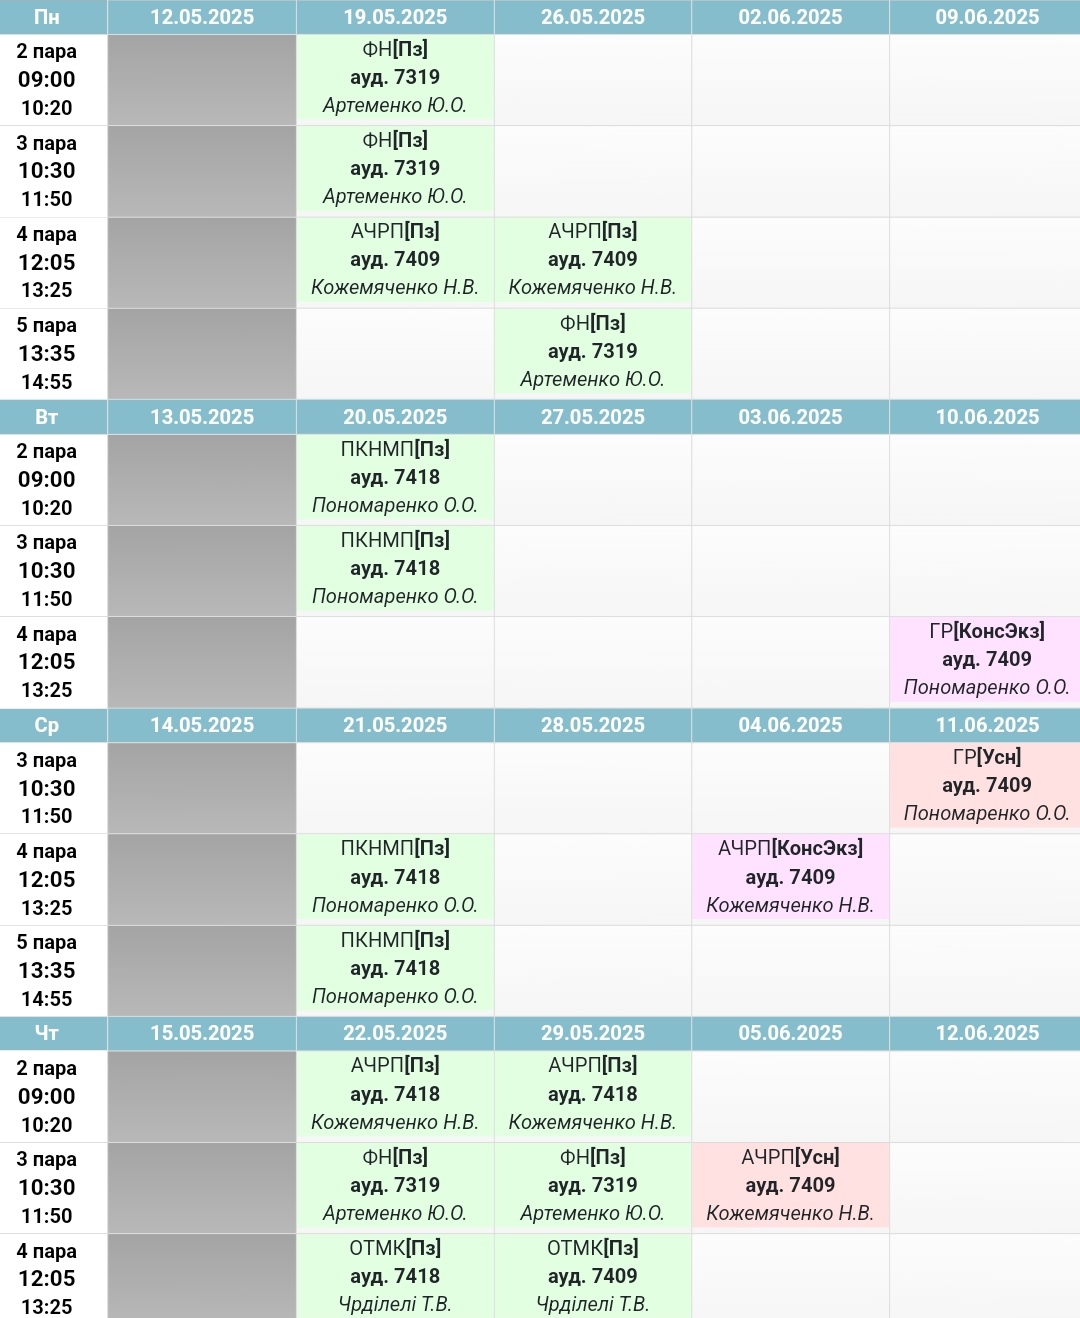 Пн 12.05.2025 19.05.2025 26.05.2025 02.06.2025 09.06.2025
2 пара ФН[Пз]
09:00 ауд. 7319
10:20 Артеменко Ю.О.
3 пара ФН[Пз]
10:30 ауд. 7319
11:50 Артеменко Ю.О.
4 пара АЧРП[Пз] АЧРП[Пз]
12:05 ауд. 7409 ауд. 7409
13:25 Кожемяченко Н.В. Кожемяченко Н.В.
5 пара ФН[Пз]
13:35 ауд. 7319
14:55 Артеменко Ю.О.
Вт 13.05.2025 20.05.2025 27.05.2025 03.06.2025 10.06.2025
2 пара ПКНМП[Пз]
09:00 ауд. 7418
10:20 Пономаренко О.О.
3 пара ПКНМП[Пз]
10:30 ауд. 7418
11:50 Пономаренко О.О.
4 пара ГР[КонсЭкз]
12:05 ауд. 7409
13:25 Пономаренко О.О.
Ср 14.05.2025 21.05.2025 28.05.2025 04.06.2025 11.06.2025
3 пара ГР[Усн]
10:30 ауд. 7409
11:50 Пономаренко О.О.
4 пара ПКНМП[Пз] АЧРП[КонсЭкз]
12:05 ауд. 7418 ауд. 7409
13:25 Пономаренко О.О. Кожемяченко Н.В.
5 пара ПКНМП[Пз]
13:35 ауд. 7418
14:55 Пономаренко О.О.
Чт 15.05.2025 22.05.2025 29.05.2025 05.06.2025 12.06.2025
2 пара АЧРП[Пз] АЧРП[Пз]
09:00 ауд. 7418 ауд. 7418
10:20 Кожемяченко Н.В. Кожемяченко Н.В.
3 пара ФН[Пз] ФН[Пз] АЧРП[Усн]
10:30 ауд. 7319 ауд. 7319 ауд. 7409
11:50 Артеменко Ю.О. Артеменко Ю.О. Кожемяченко Н.В.
4 пара ОТМК[Пз] ОТМК[Пз]
12:05 ауд. 7418 ауд. 7409
13:25 Чрділелі Т.В. Чрділелі Т.В.